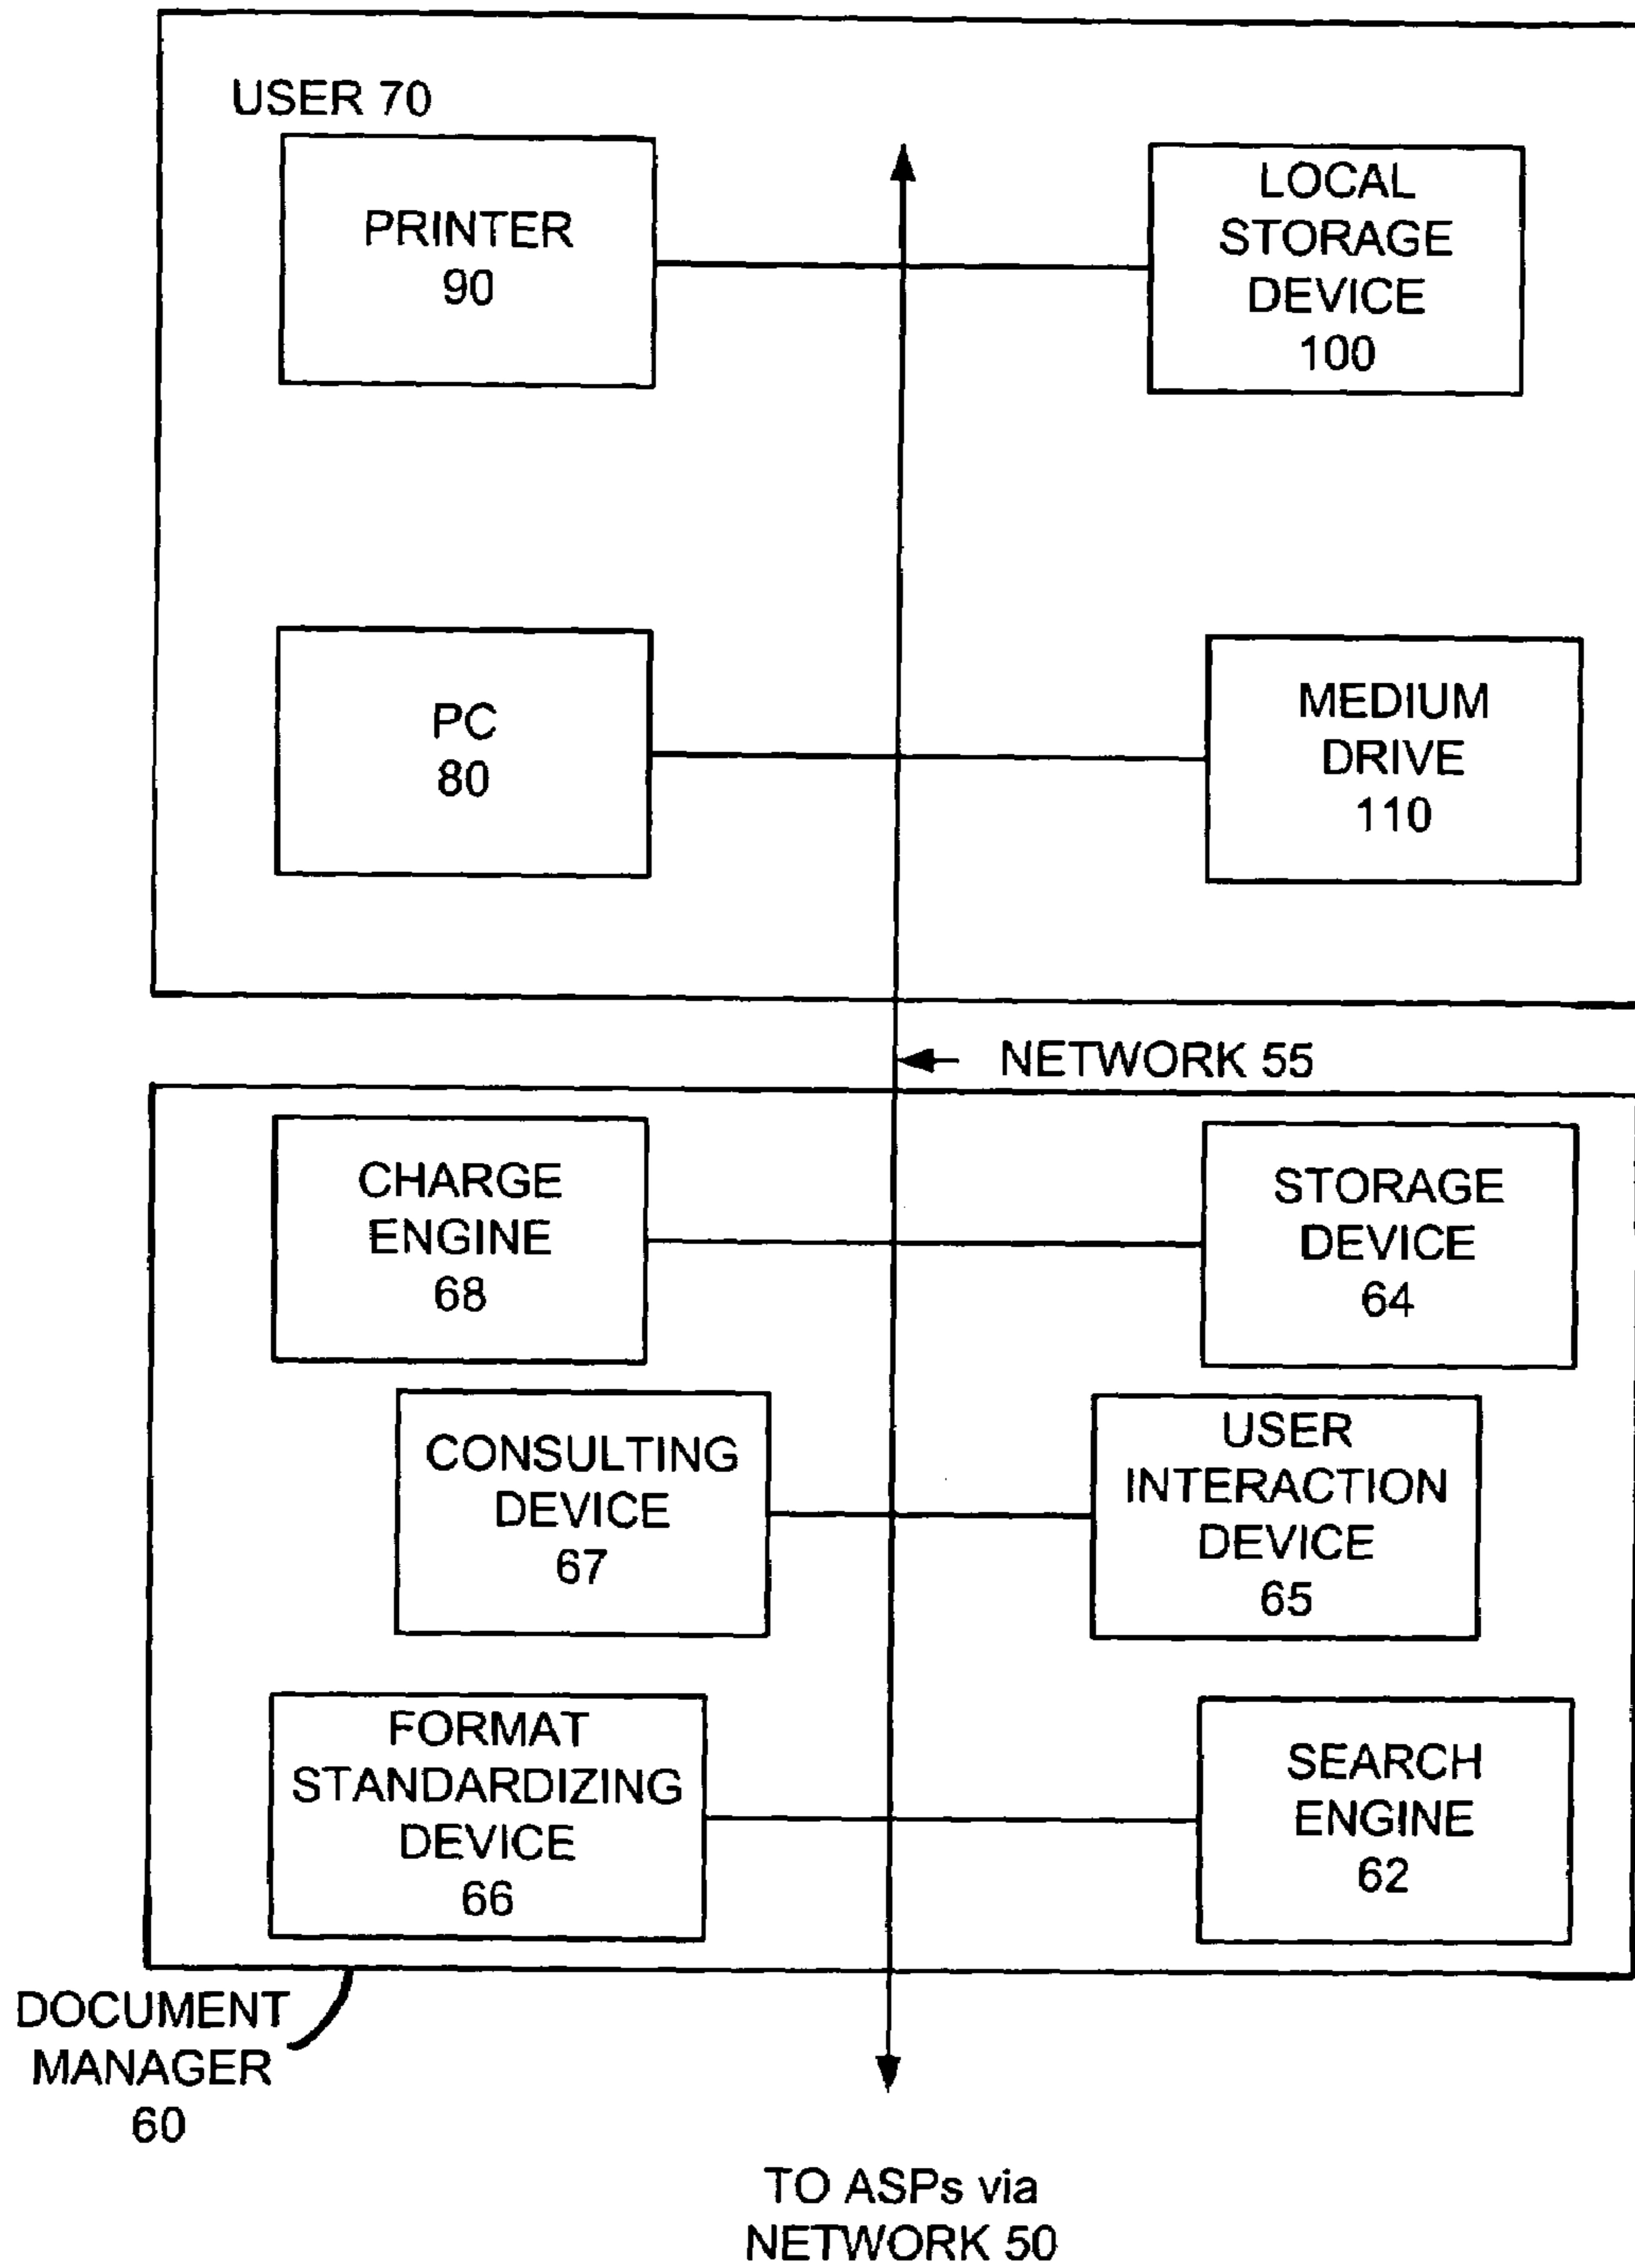 USER 70
PRINTER
90
LOCAL
STORAGE
DEVICE
100
PC
80
MEDIUM
DRIVE
110
NETWORK 55
CHARGE
ENGINE
68
STORAGE
DEVICE
64
CONSULTING
DEVICE
67
USER
INTERACTION
DEVICE
65
FORMAT
STANDARDIZING
DEVICE
66
SEARCH
ENGINE
62
DOCUMENT
MANAGER
60
TO ASPs via
NETWORK 50